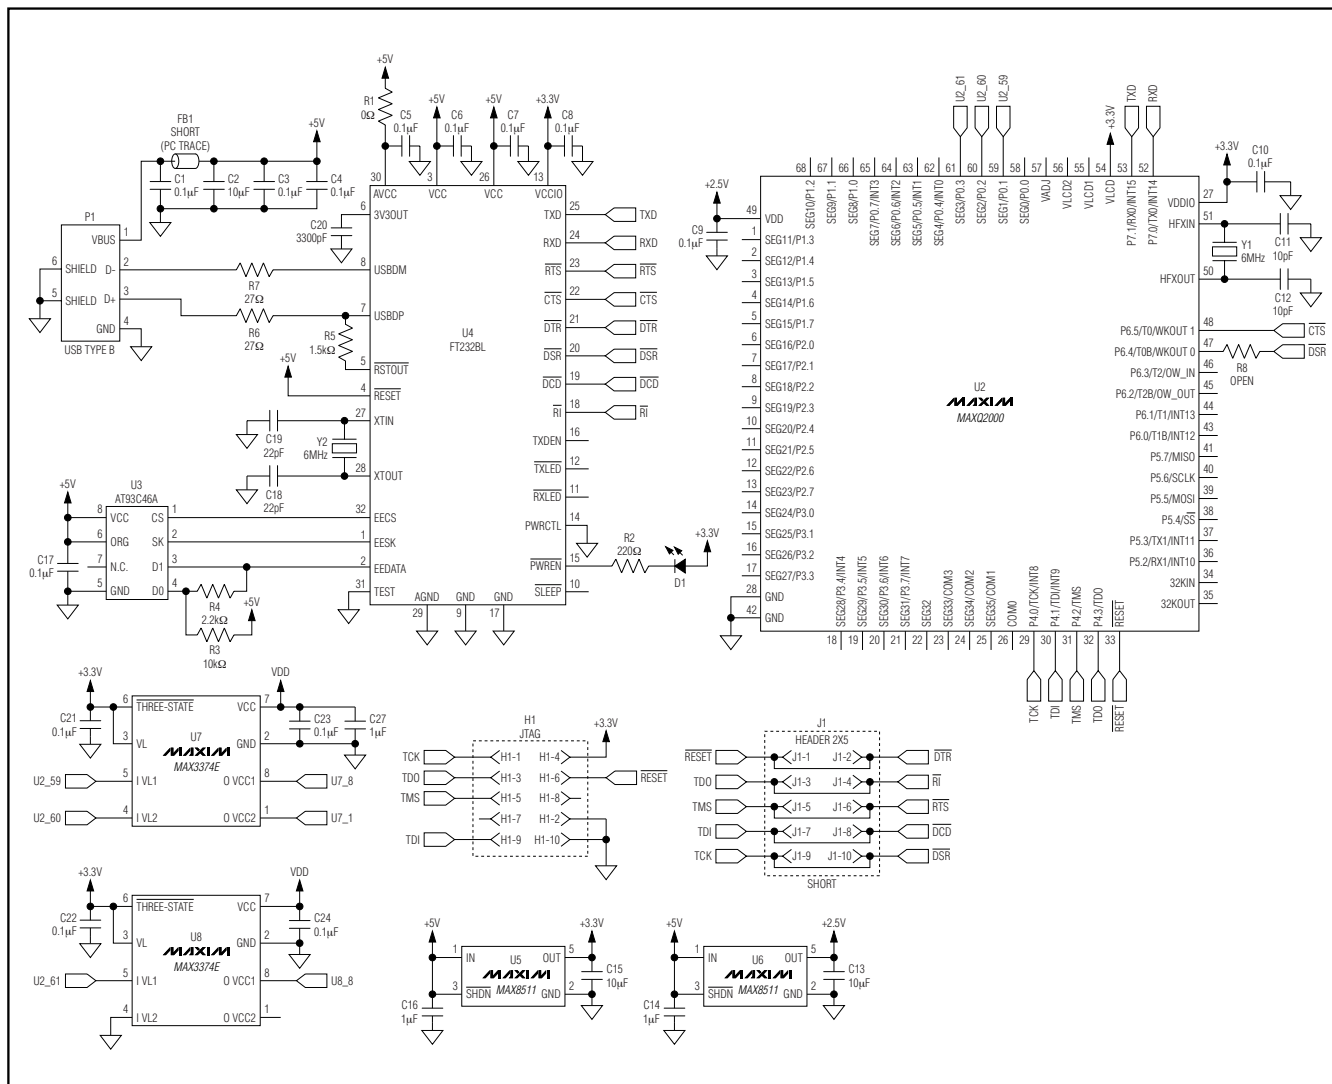 FB1
SHORT
(PC TRACE)
+5V
C1
0.1µF
C2
10µF
C3
0.1µF
C4
0.1µF
P1
VBUS 1
6 SHIELD D- 2
5 SHIELD D+ 3
GND 4
USB TYPE B
R7
27Ω
R6
27Ω
R5
1.5kΩ
+5V
R1
0Ω
C5
0.1µF
+5V
C6
0.1µF
+5V
C7
0.1µF
+3.3V
C8
0.1µF
C20
3300pF
30 3 26 13
AVCC VCC VCC VCCIO
6 3V3OUT
8 USBDM
7 USBDP
5 RSTOUT
4 RESET
27 XTIN
28 XTOUT
32 EECS
1 EESK
2 EEDATA
31 TEST
U4
FT232BL
TXD 25 TXD
RXD 24 RXD
RTS 23 RTS
CTS 22 CTS
DTR 21 DTR
DSR 20 DSR
DCD 19 DCD
RI 18 RI
TXDEN 16
TXLED 12
RXLED 11
PWRCTL 14
PWREN 15
SLEEP 10
AGND GND GND
29 9 17
+5V
C19
22pF
Y2
6MHz
C18
22pF
R2
220Ω
D1
+3.3V
U3
AT93C46A
+5V
8 VCC CS 1
6 ORG SK 2
7 N.C. D1 3
5 GND D0 4
C17
0.1µF
R4
2.2kΩ
+5V
R3
10kΩ
U2_61
U2_60
U2_59
+3.3V
TXD
RXD
68 67 66 65 64 63 62 61 60 59 58 57 56 55 54 53 52
SEG10/P1.2
SEG9/P1.1
SEG8/P1.0
SEG7/P0.7/INT3
SEG6/P0.6/INT2
SEG5/P0.5/INT1
SEG4/P0.4/INT0
SEG3/P0.3
SEG2/P0.2
SEG1/P0.1
SEG0/P0.0
VADJ
VLCD2
VLCD1
VLCD
P7.1/RX0/INT15
P7.0/TX0/INT14
+2.5V
C9
0.1µF
49 VDD
1 SEG11/P1.3
2 SEG12/P1.4
3 SEG13/P1.5
4 SEG14/P1.6
5 SEG15/P1.7
6 SEG16/P2.0
7 SEG17/P2.1
8 SEG18/P2.2
9 SEG19/P2.3
10 SEG20/P2.4
11 SEG21/P2.5
12 SEG22/P2.6
13 SEG23/P2.7
14 SEG24/P3.0
15 SEG25/P3.1
16 SEG26/P3.2
17 SEG27/P3.3
28 GND
42 GND
U2
MAXIM
MAXQ2000
+3.3V
C10
0.1µF
VDDIO 27
HFXIN 51
HFXOUT 50
Y1
6MHz
C11
10pF
C12
10pF
P6.5/T0/WKOUT 1 48 CTS
P6.4/T0B/WKOUT 0 47 DSR
R8
OPEN
P6.3/T2/OW_IN 46
P6.2/T2B/OW_OUT 45
P6.1/T1/INT13 44
P6.0/T1B/INT12 43
P5.7/MISO 41
P5.6/SCLK 40
P5.5/MOSI 39
P5.4/SS 38
P5.3/TX1/INT11 37
P5.2/RX1/INT10 36
32KIN 34
32KOUT 35
SEG28/P3.4/INT4
SEG29/P3.5/INT5
SEG30/P3.6/INT6
SEG31/P3.7/INT7
SEG32
SEG33/COM3
SEG34/COM2
SEG35/COM1
COM0
P4.0/TCK/INT8
P4.1/TDI/INT9
P4.2/TMS
P4.3/TDO
RESET
18 19 20 21 22 23 24 25 26 29 30 31 32 33
TCK
TDI
TMS
TDO
RESET
+3.3V
C21
0.1µF
6 THREE-STATE VCC 7
3 VL GND 2
U7
MAXIM
MAX3374E
U2_59 5 I VL1 O VCC1 8 U7_8
U2_60 4 I VL2 O VCC2 1 U7_1
VDD
C23
0.1µF
C27
1µF
H1
JTAG
+3.3V
TCK H1-1 H1-4
TDO H1-3 H1-6 RESET
TMS H1-5 H1-8
H1-7 H1-2
TDI H1-9 H1-10
J1
HEADER 2X5
RESET J1-1 J1-2 DTR
TDO J1-3 J1-4 RI
TMS J1-5 J1-6 RTS
TDI J1-7 J1-8 DCD
TCK J1-9 J1-10 DSR
SHORT
+3.3V
C22
0.1µF
6 THREE-STATE VCC 7
3 VL GND 2
U8
MAXIM
MAX3374E
U2_61 5 I VL1 O VCC1 8 U8_8
4 I VL2 O VCC2 1
VDD
C24
0.1µF
+5V
1 IN OUT 5
3 SHDN GND 2
U5
MAXIM
MAX8511
C16
1µF
+3.3V
C15
10µF
+5V
1 IN OUT 5
3 SHDN GND 2
U6
MAXIM
MAX8511
C14
1µF
+2.5V
C13
10µF